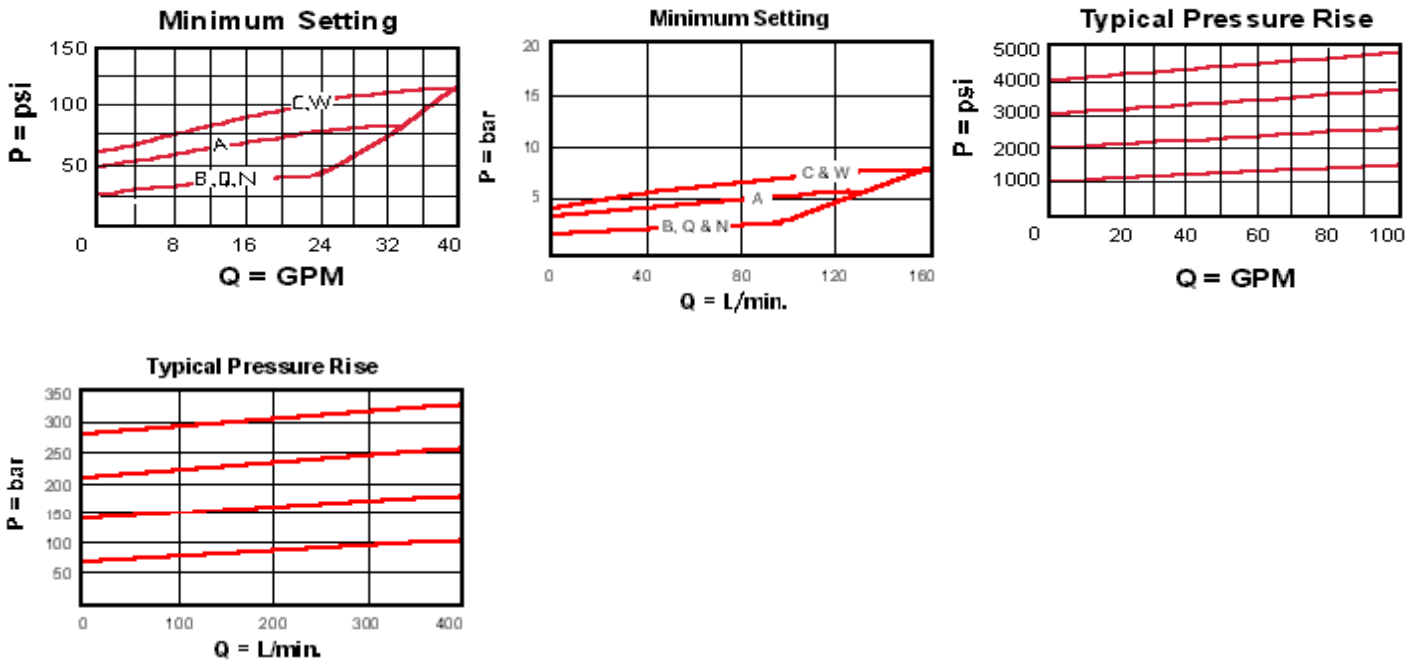 Minimum Setting
P = psi
150
100
50
C,W
A
B,Q,N
0 8 16 24 32 40
Q = GPM
Minimum Setting
P = bar
20
15
10
5
C & W
A
B, Q & N
0 40 80 120 160
Q = L/min.
Typical Pressure Rise
P = psi
5000
4000
3000
2000
1000
0 20 40 60 80 100
Q = GPM
Typical Pressure Rise
P = bar
350
300
250
200
150
100
50
0 100 200 300 400
Q = L/min.